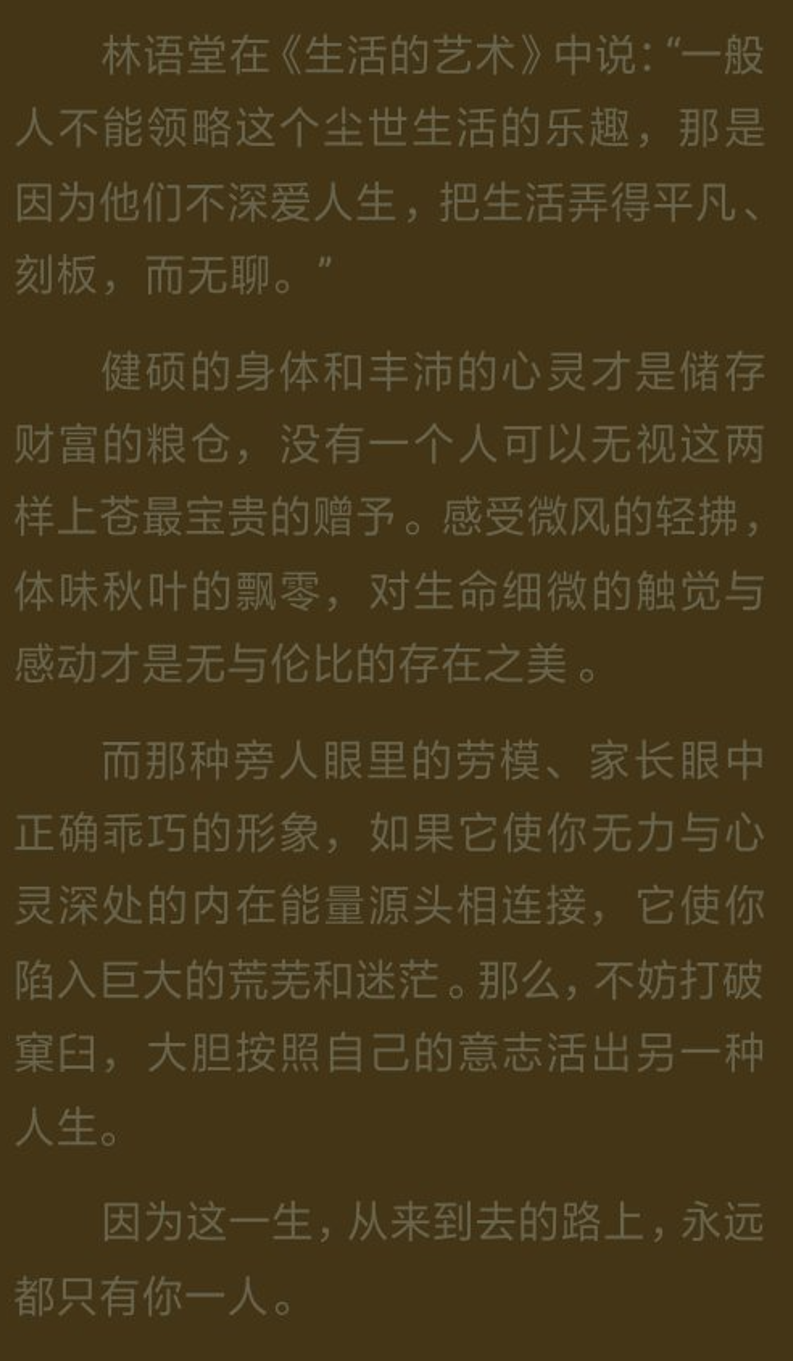 林语堂在《生活的艺术》中说：“一般
人不能领略这个尘世生活的乐趣，那是
因为他们不深爱人生，把生活弄得平凡、
刻板，而无聊。”
健硕的身体和丰沛的心灵才是储存
财富的粮仓，没有一个人可以无视这两
样上苍最宝贵的赠予。感受微风的轻拂，
体味秋叶的飘零，对生命细微的触觉与
感动才是无与伦比的存在之美。
而那种旁人眼里的劳模、家长眼中
正确乖巧的形象，如果它使你无力与心
灵深处的内在能量源头相连接，它使你
陷入巨大的荒芜和迷茫。那么，不妨打破
窠臼，大胆按照自己的意志活出另一种
人生。
因为这一生，从来到去的路上，永远
都只有你一人。